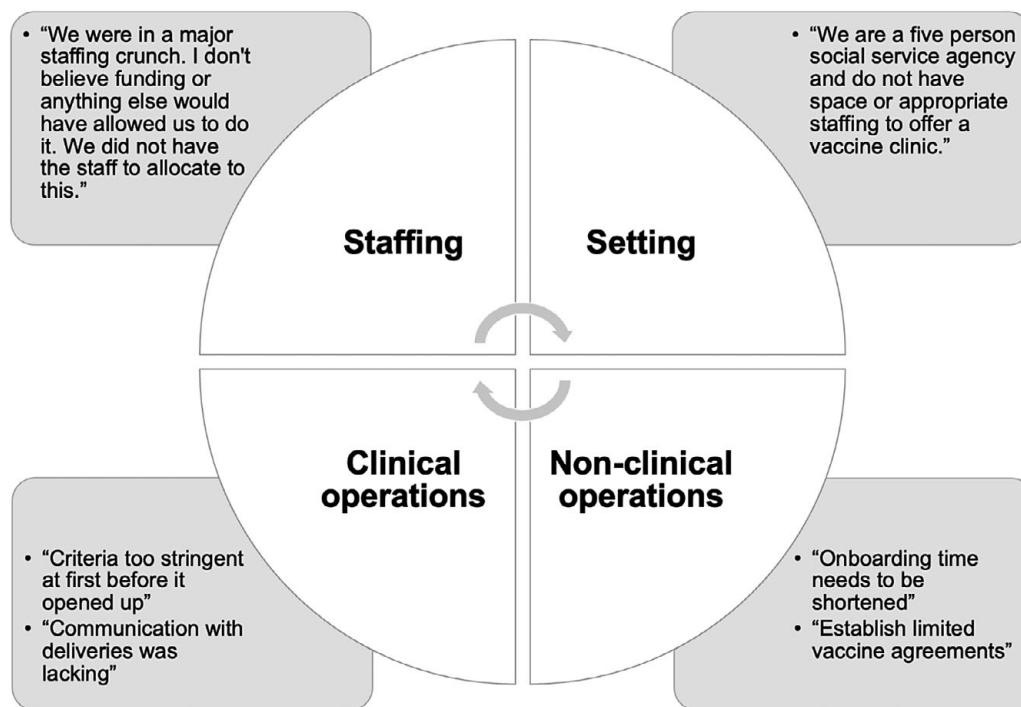 • “We were in a major
staffing crunch. I don't
believe funding or
anything else would
have allowed us to do
it. We did not have
the staff to allocate to
this.”
• “We are a five person
social service agency
and do not have
space or appropriate
staffing to offer a
vaccine clinic.”
Staffing
Setting
Clinical
operations
Non-clinical
operations
• “Criteria too stringent
at first before it
opened up”
• “Communication with
deliveries was
lacking”
• “Onboarding time
needs to be
shortened”
• “Establish limited
vaccine agreements”